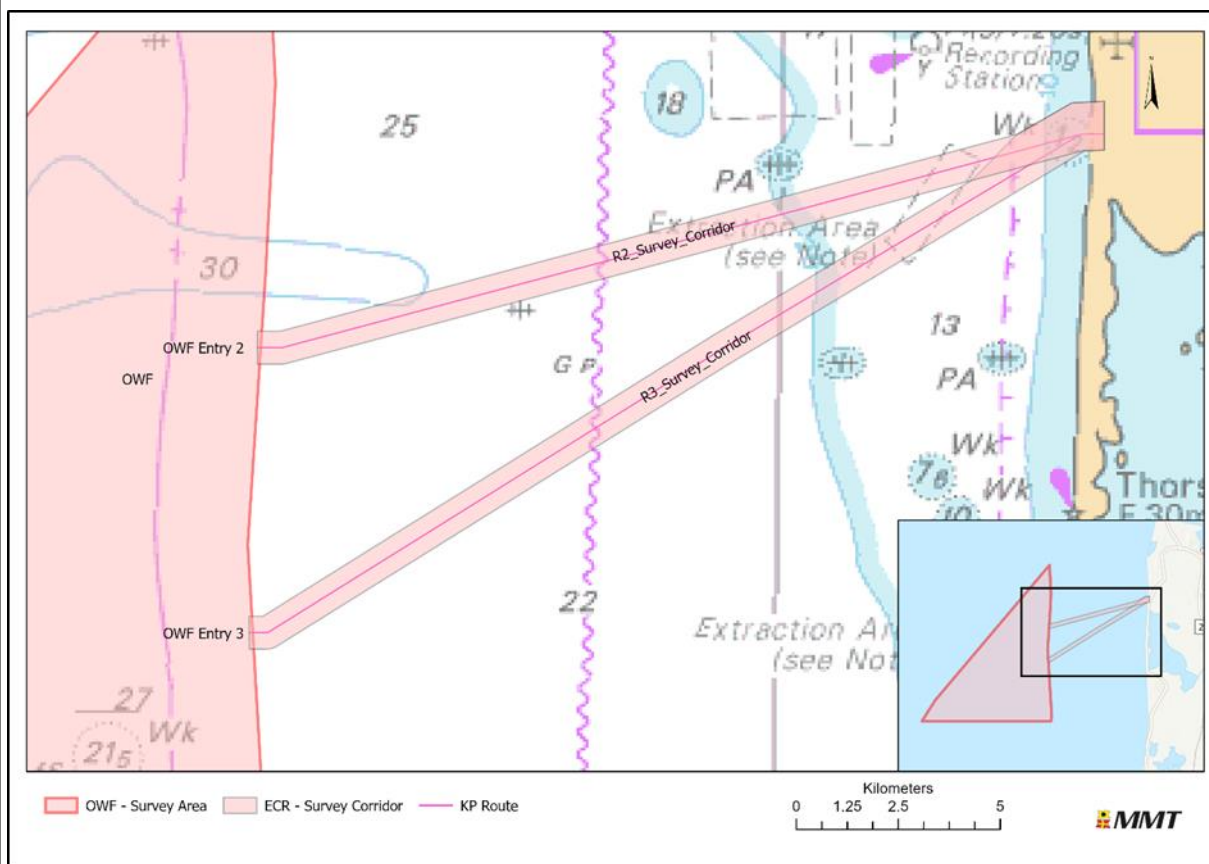 Recording
Station
18
25
Wk
PA
Extraction Area
(see Note)
R2_Survey_Corridor
30
OWF Entry 2
OWF
13
G P
PA
R3_Survey_Corridor
Wk
7₆
Wk
Thors
22
OWF Entry 3
Extraction Ar
(see Not
27
Wk
21₅
OWF - Survey Area
ECR - Survey Corridor
KP Route
Kilometers
0 1.25 2.5 5
MMT